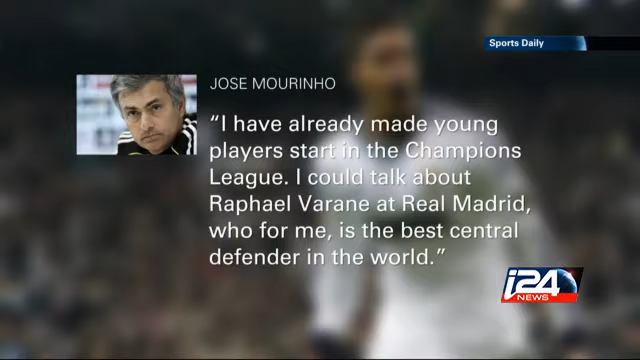 Sports Daily
JOSE MOURINHO
“I have already made young
players start in the Champions
League. I could talk about
Raphael Varane at Real Madrid,
who for me, is the best central
defender in the world.”
i24
NEWS